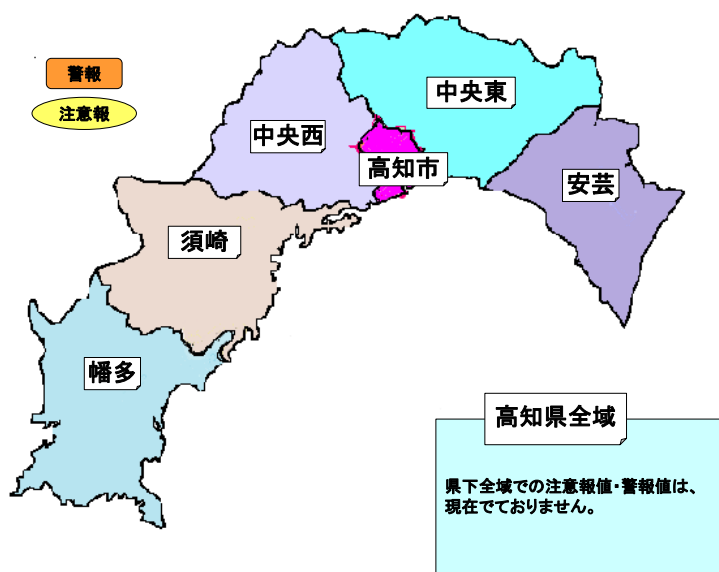 警報
注意報
中央東
中央西
高知市
安芸
須崎
幡多
高知県全域
県下全域での注意報値・警報値は、
現在でておりません。